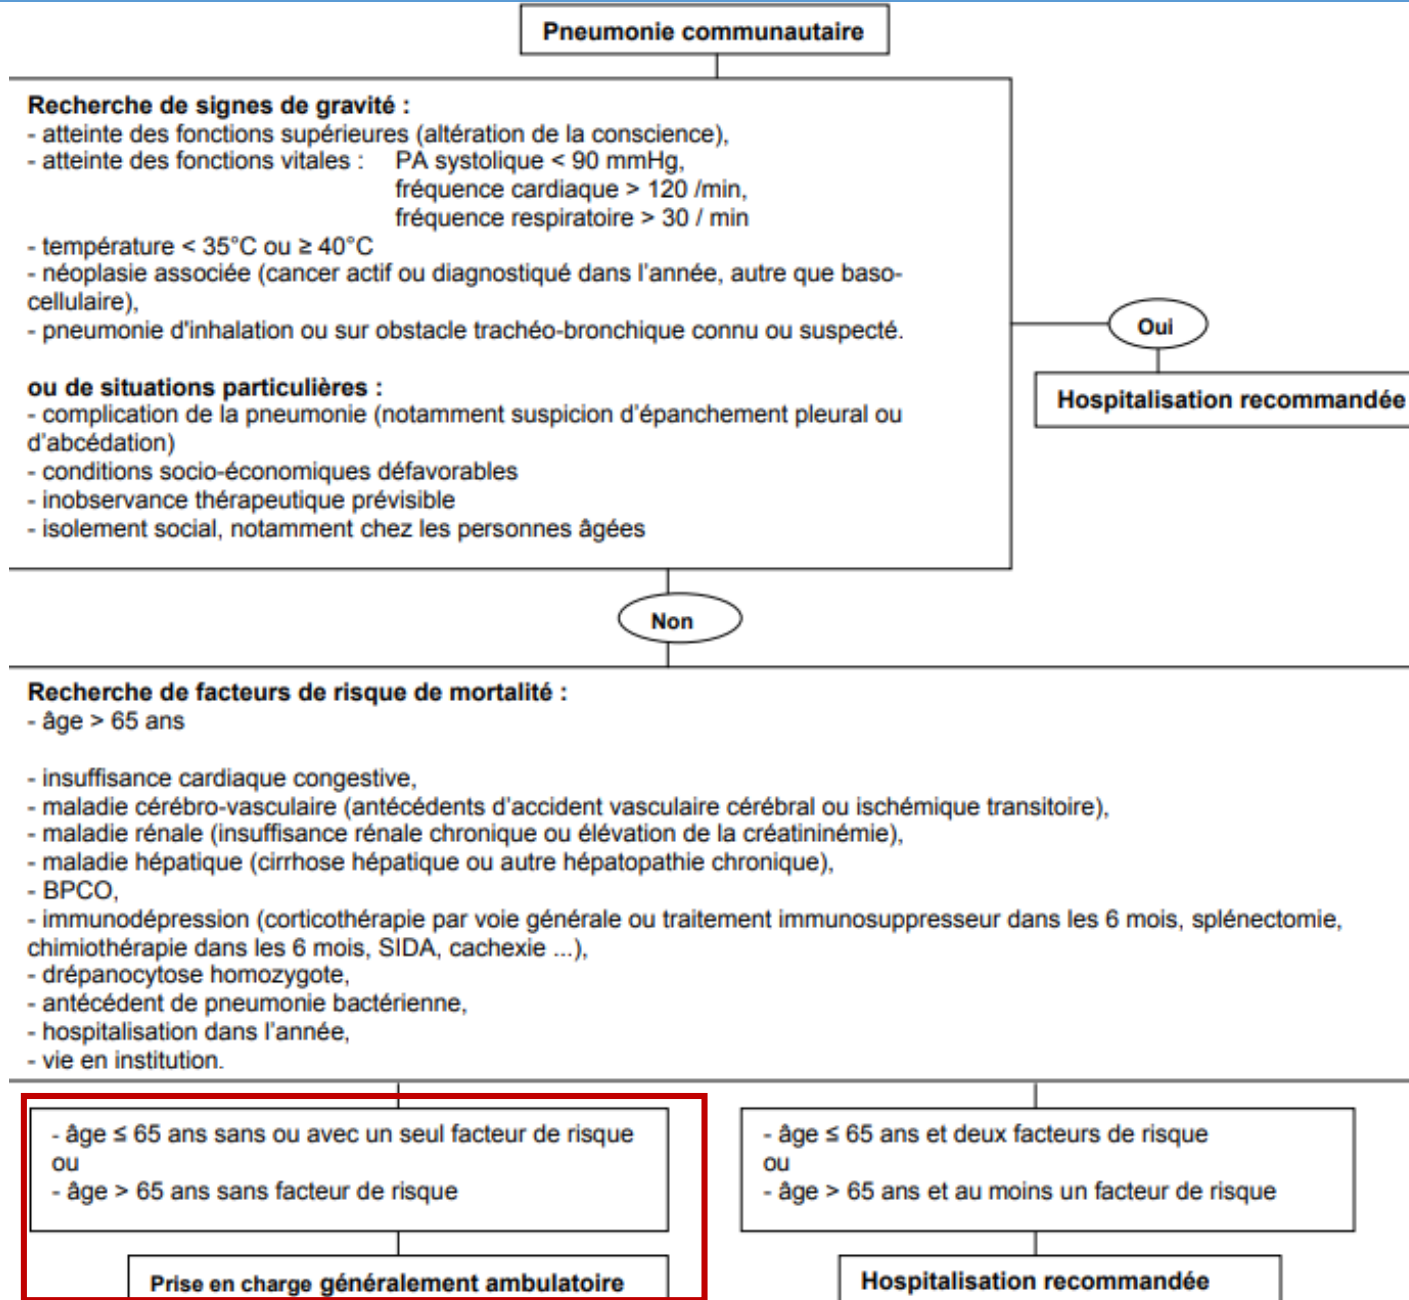 Pneumonie communautaire
Recherche de signes de gravité :
- atteinte des fonctions supérieures (altération de la conscience),
- atteinte des fonctions vitales : PA systolique < 90 mmHg,
fréquence cardiaque > 120 /min,
fréquence respiratoire > 30 / min
- température < 35°C ou ≥ 40°C
- néoplasie associée (cancer actif ou diagnostiqué dans l'année, autre que baso-
cellulaire),
- pneumonie d'inhalation ou sur obstacle trachéo-bronchique connu ou suspecté.
ou de situations particulières :
- complication de la pneumonie (notamment suspicion d'épanchement pleural ou
d'abcédation)
- conditions socio-économiques défavorables
- inobservance thérapeutique prévisible
- isolement social, notamment chez les personnes âgées
Oui
Hospitalisation recommandée
Non
Recherche de facteurs de risque de mortalité :
- âge > 65 ans
- insuffisance cardiaque congestive,
- maladie cérébro-vasculaire (antécédents d'accident vasculaire cérébral ou ischémique transitoire),
- maladie rénale (insuffisance rénale chronique ou élévation de la créatininémie),
- maladie hépatique (cirrhose hépatique ou autre hépatopathie chronique),
- BPCO,
- immunodépression (corticothérapie par voie générale ou traitement immunosuppresseur dans les 6 mois, splénectomie,
chimiothérapie dans les 6 mois, SIDA, cachexie ...),
- drépanocytose homozygote,
- antécédent de pneumonie bactérienne,
- hospitalisation dans l'année,
- vie en institution.
- âge ≤ 65 ans sans ou avec un seul facteur de risque
ou
- âge > 65 ans sans facteur de risque
Prise en charge généralement ambulatoire
- âge ≤ 65 ans et deux facteurs de risque
ou
- âge > 65 ans et au moins un facteur de risque
Hospitalisation recommandée